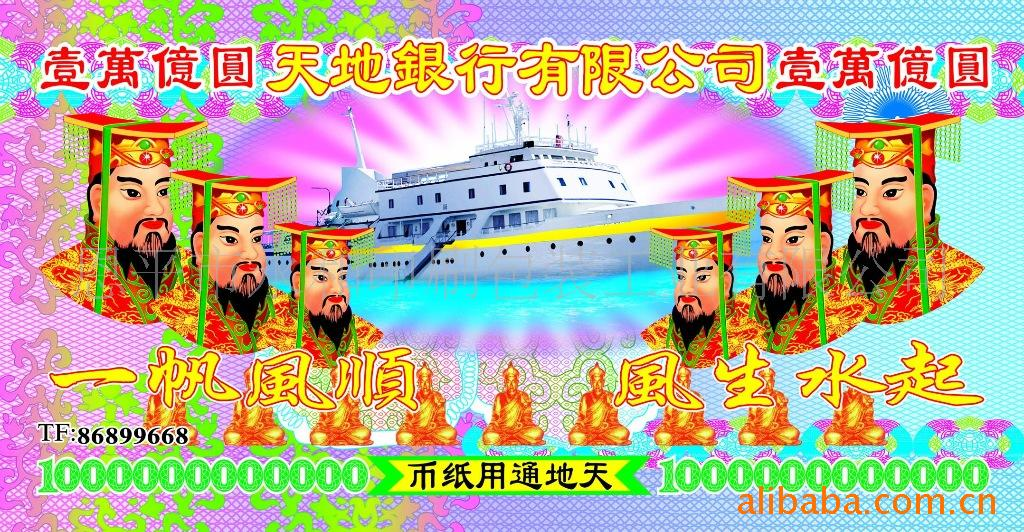 壹萬億圓 天地銀行有限公司 壹萬億圓
一帆風順 風生水起
TF:86899668
1000000000000 天地通用纸币 1000000000000
alibaba.com.cn